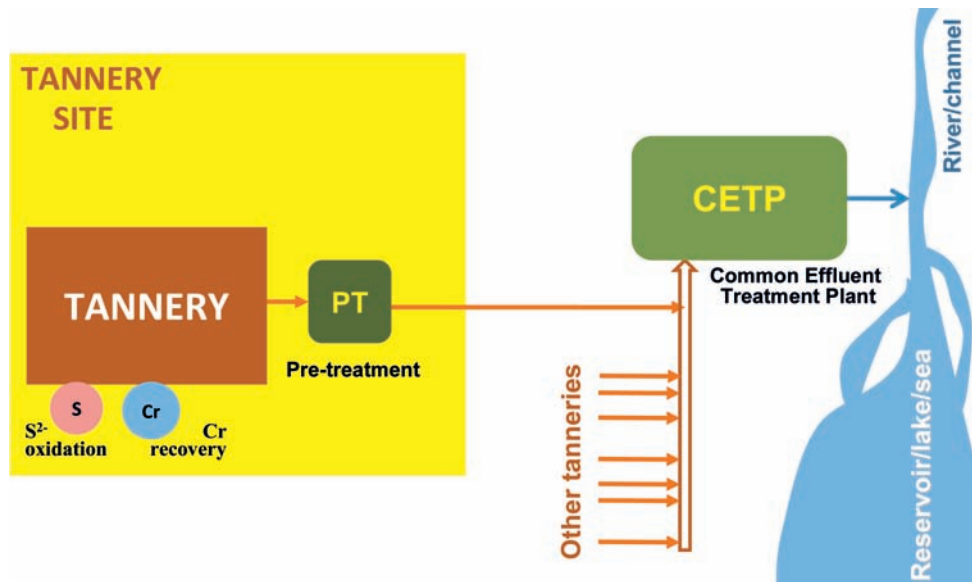 TANNERY
SITE
TANNERY
PT
Pre-treatment
S
Cr
S²⁻
oxidation
Cr
recovery
Other tanneries
CETP
Common Effluent
Treatment Plant
River/channel
Reservoir/lake/sea